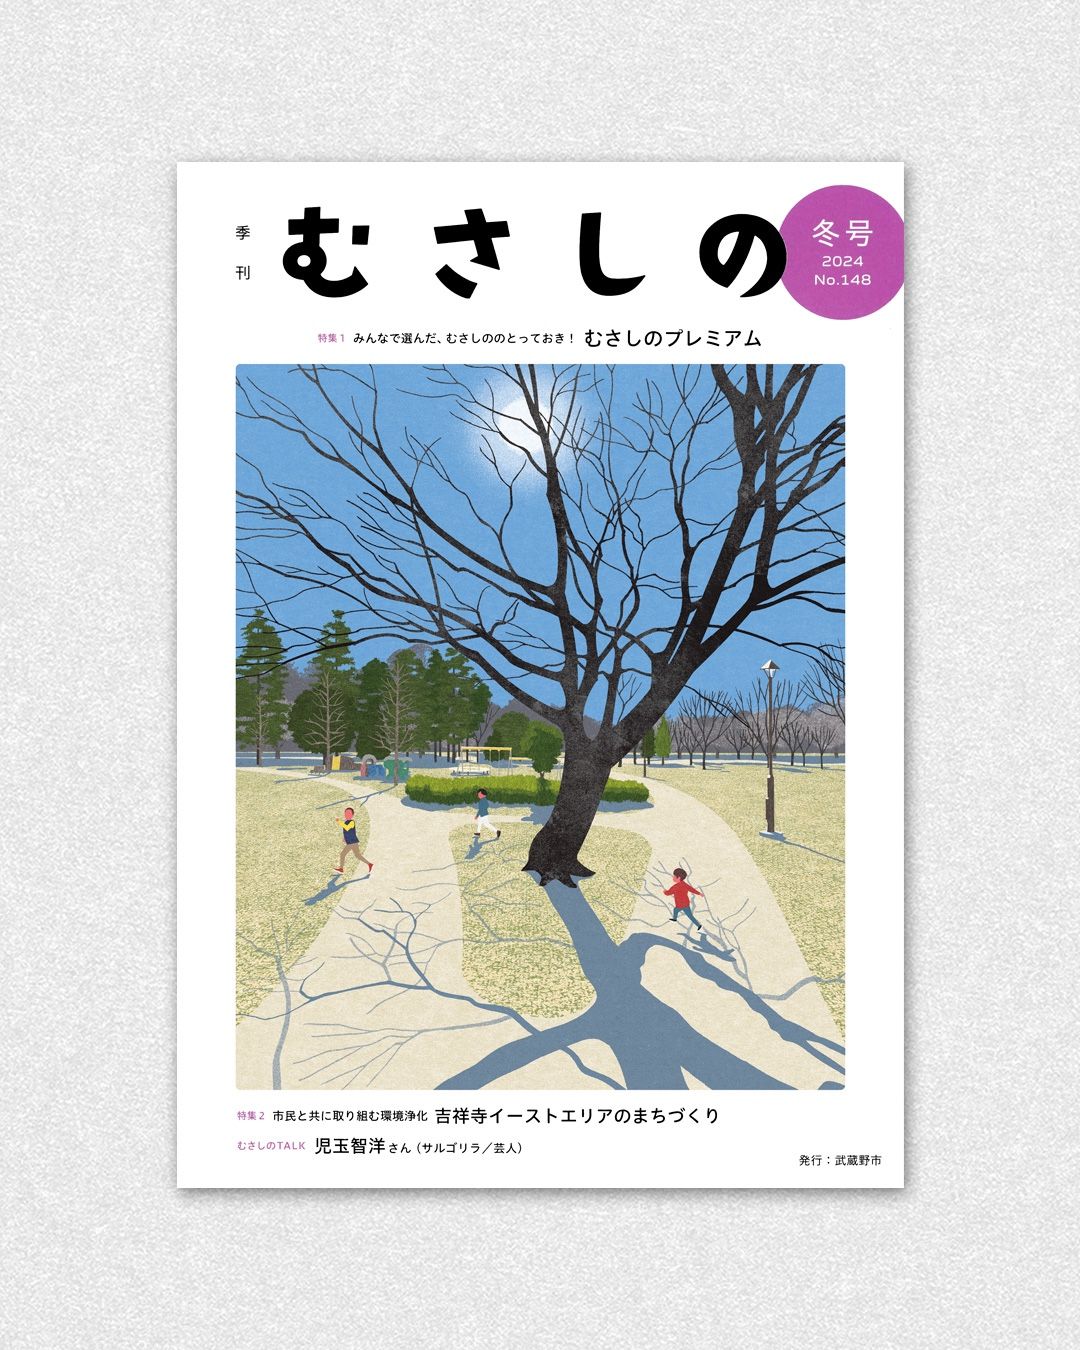 季刊
むさしの
冬号
2024
No.148
特集1 みんなで選んだ、むさしののとっておき! むさしのプレミアム
特集2 市民と共に取り組む環境浄化 吉祥寺イーストエリアのまちづくり
むさしのTALK 児玉智洋さん（サルゴリラ／芸人）
発行：武蔵野市